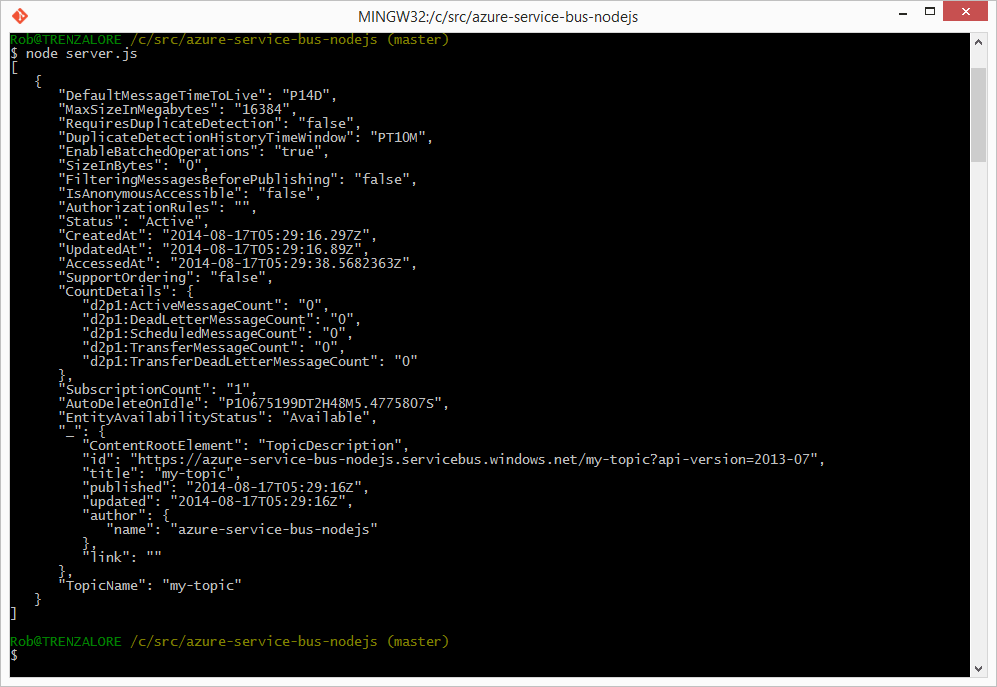 MINGW32:/c/src/azure-service-bus-nodejs
Rob@TRENZALORE /c/src/azure-service-bus-nodejs (master)
$ node server.js
[
   {
      "DefaultMessageTimeToLive": "P14D",
      "MaxSizeInMegabytes": "16384",
      "RequiresDuplicateDetection": "false",
      "DuplicateDetectionHistoryTimeWindow": "PT10M",
      "EnableBatchedOperations": "true",
      "SizeInBytes": "0",
      "FilteringMessagesBeforePublishing": "false",
      "IsAnonymousAccessible": "false",
      "AuthorizationRules": "",
      "Status": "Active",
      "CreatedAt": "2014-08-17T05:29:16.297Z",
      "UpdatedAt": "2014-08-17T05:29:16.89Z",
      "AccessedAt": "2014-08-17T05:29:38.5682363Z",
      "SupportOrdering": "false",
      "CountDetails": {
         "d2p1:ActiveMessageCount": "0",
         "d2p1:DeadLetterMessageCount": "0",
         "d2p1:ScheduledMessageCount": "0",
         "d2p1:TransferMessageCount": "0",
         "d2p1:TransferDeadLetterMessageCount": "0"
      },
      "SubscriptionCount": "1",
      "AutoDeleteOnIdle": "P10675199DT2H48M5.4775807S",
      "EntityAvailabilityStatus": "Available",
      "_": {
         "ContentRootElement": "TopicDescription",
         "id": "https://azure-service-bus-nodejs.servicebus.windows.net/my-topic?api-version=2013-07",
         "title": "my-topic",
         "published": "2014-08-17T05:29:16Z",
         "updated": "2014-08-17T05:29:16Z",
         "author": {
            "name": "azure-service-bus-nodejs"
         },
         "link": ""
      },
      "TopicName": "my-topic"
   }
]
Rob@TRENZALORE /c/src/azure-service-bus-nodejs (master)
$